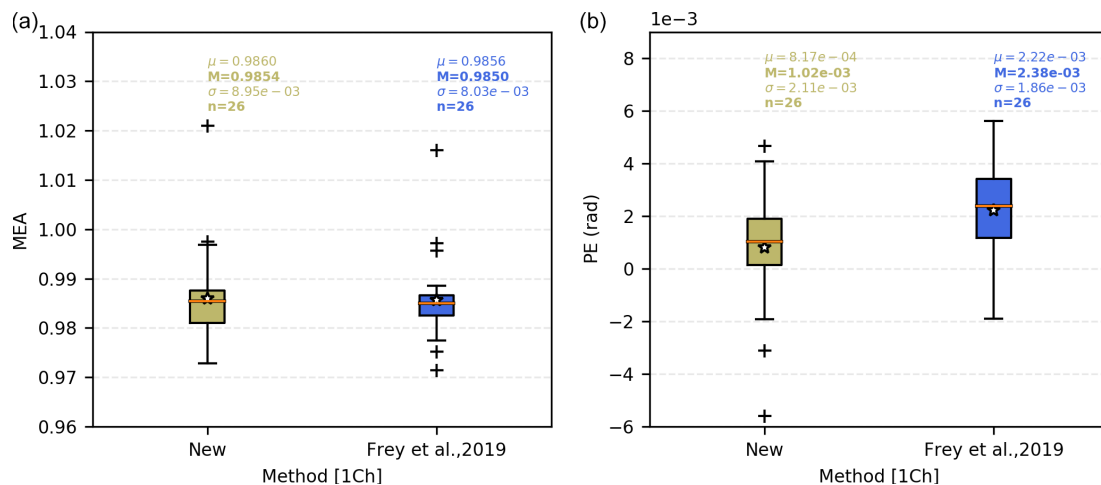 (a)
1.04
1.03
1.02
1.01
1.00
0.99
0.98
0.97
0.96
MEA
μ = 0.9860
M=0.9854
σ = 8.95e − 03
n=26
μ = 0.9856
M=0.9850
σ = 8.03e − 03
n=26
New
Frey et al.,2019
Method [1Ch]
(b)
1e−3
8
6
4
2
0
−2
−4
−6
PE (rad)
μ = 8.17e − 04
M=1.02e-03
σ = 2.11e − 03
n=26
μ = 2.22e − 03
M=2.38e-03
σ = 1.86e − 03
n=26
New
Frey et al.,2019
Method [1Ch]